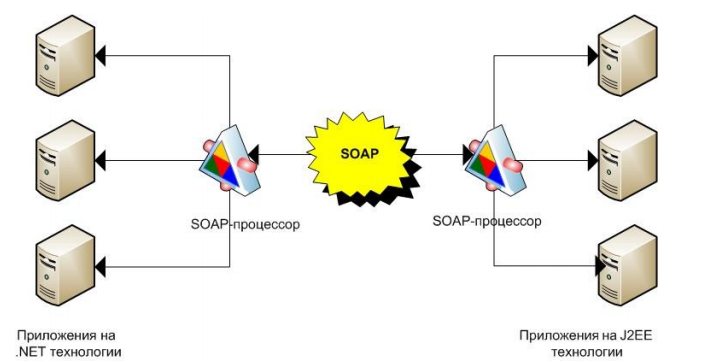 SOAP
SOAP-процессор
SOAP-процессор
Приложения на
.NET технологии
Приложения на J2EE
технологии